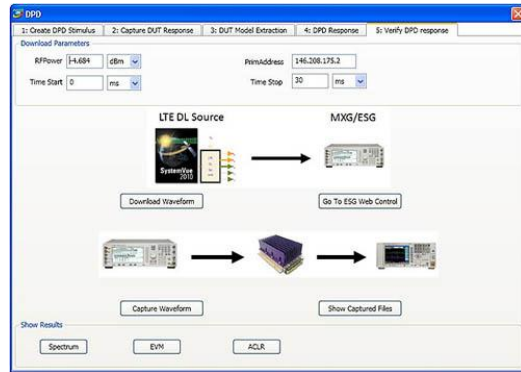 DPD
1: Create DPD Stimulus 2: Capture DUT Response 3: DUT Model Extraction 4: DPD Response 5: Verify DPD response
Download Parameters
RFPower -4.684 dBm PrimAddress 146.208.175.2
Time Start 0 ms Time Stop 30 ms
LTE DL Source MXG/ESG
SystemVue
2010
Download Waveform Go To ESG Web Control
Capture Waveform Show Captured Files
Show Results
Spectrum EVM ACLR